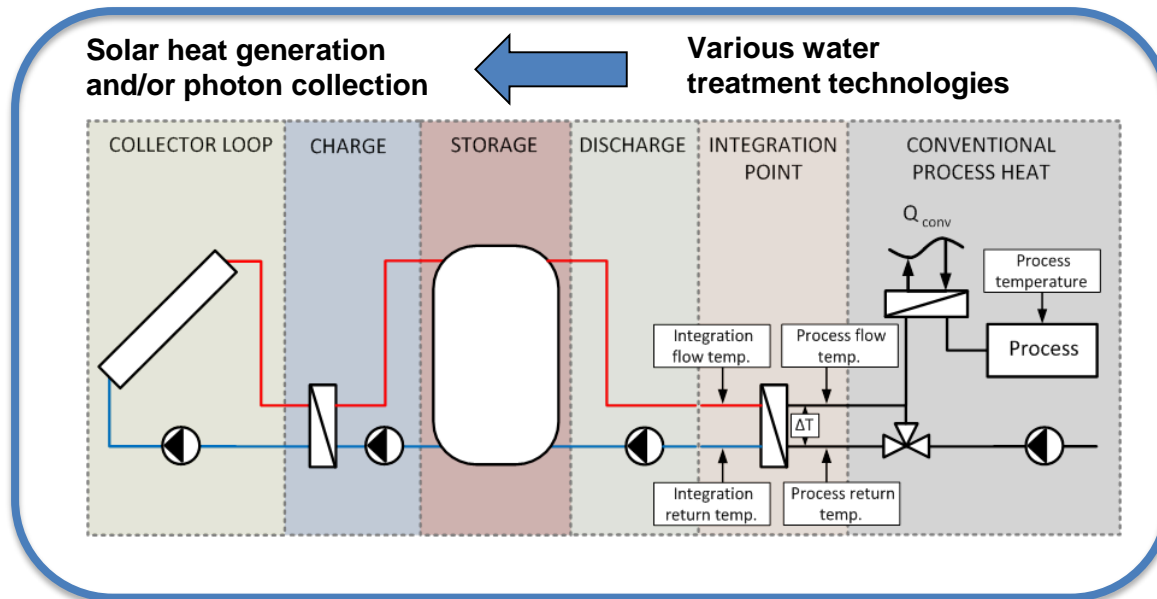 Solar heat generation
and/or photon collection
Various water
treatment technologies
COLLECTOR LOOP
CHARGE
STORAGE
DISCHARGE
INTEGRATION
POINT
CONVENTIONAL
PROCESS HEAT
Q conv
Process
temperature
Process
Integration
flow temp.
Process flow
temp.
ΔT
Integration
return temp.
Process return
temp.